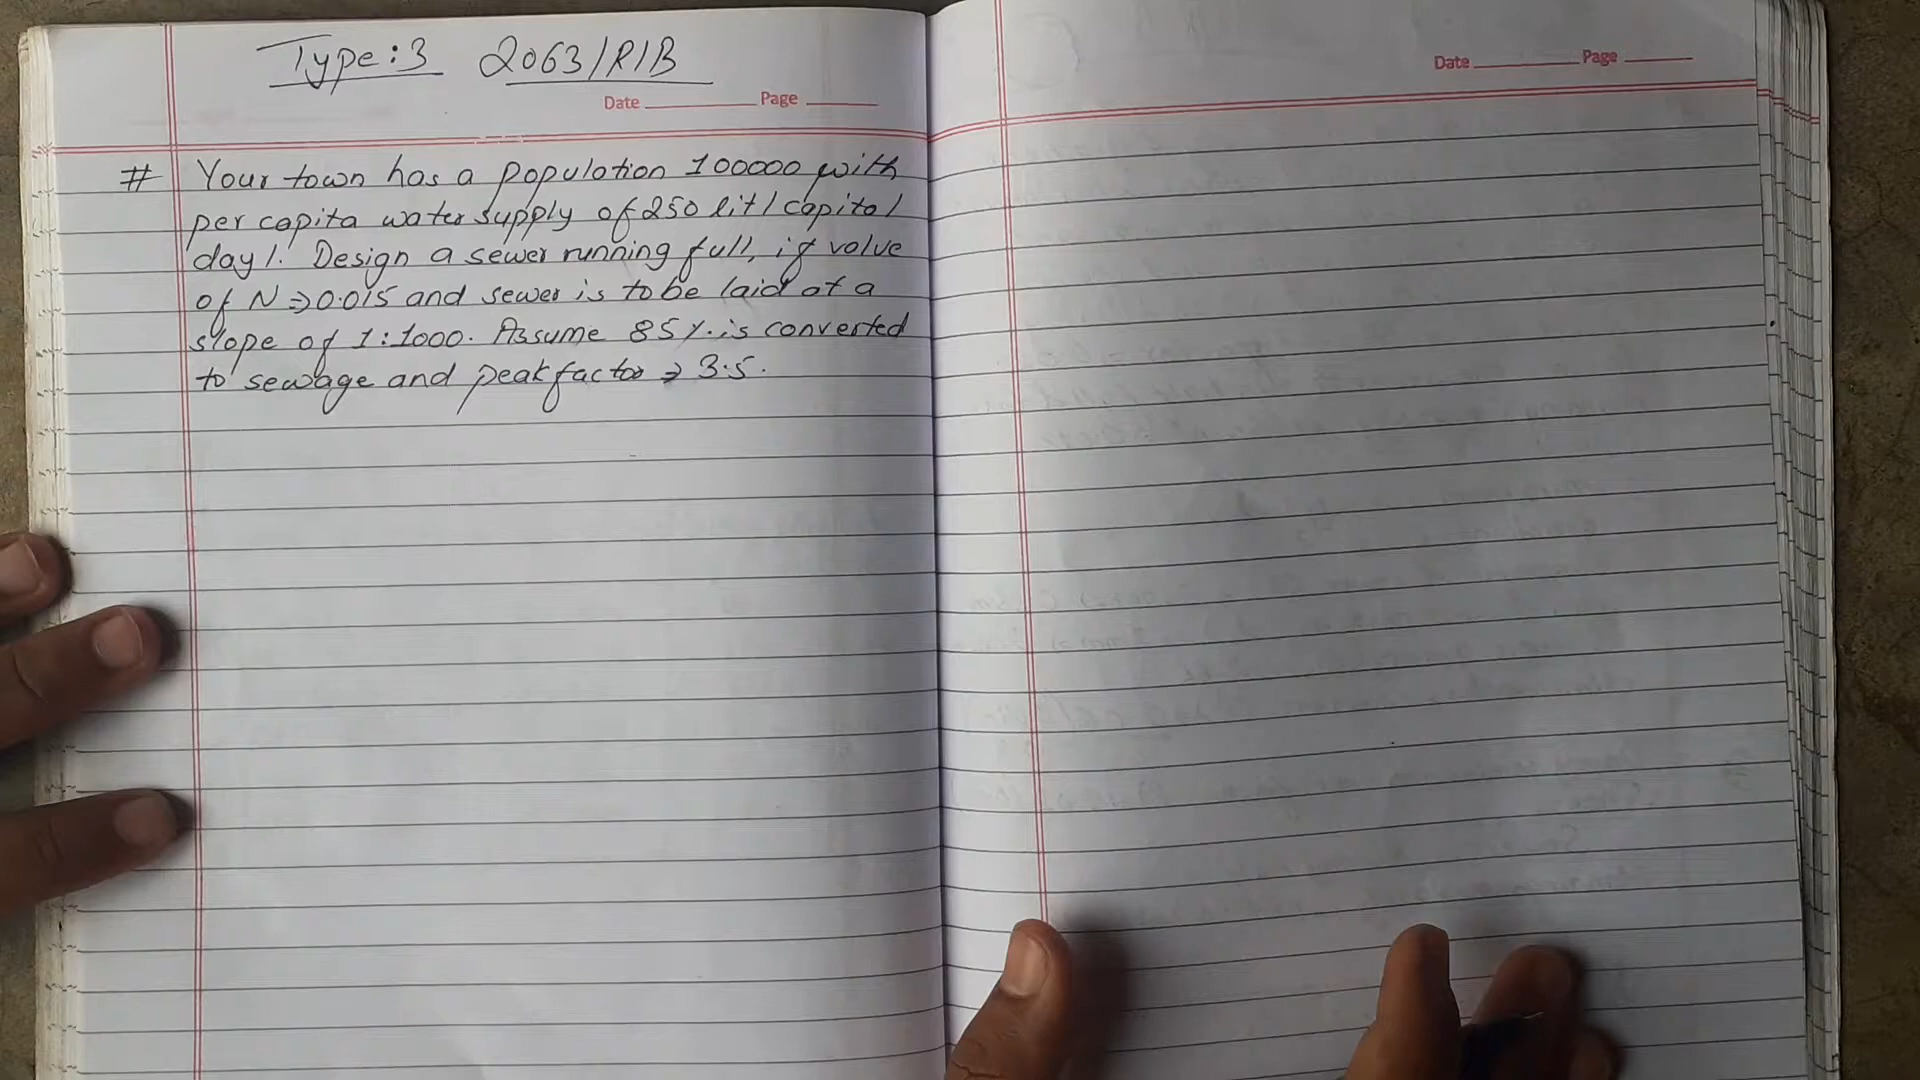 Type:3 2063/R/B
Date Page
# Your town has a population 100000 with
per capita water supply of 250 lit/capita/
day/. Design a sewer running full, if value
of N⇒0.015 and sewer is to be laid at a
slope of 1:1000. Assume 85%. is converted
to sewage and peak factor ⇒ 3.5.
Date Page